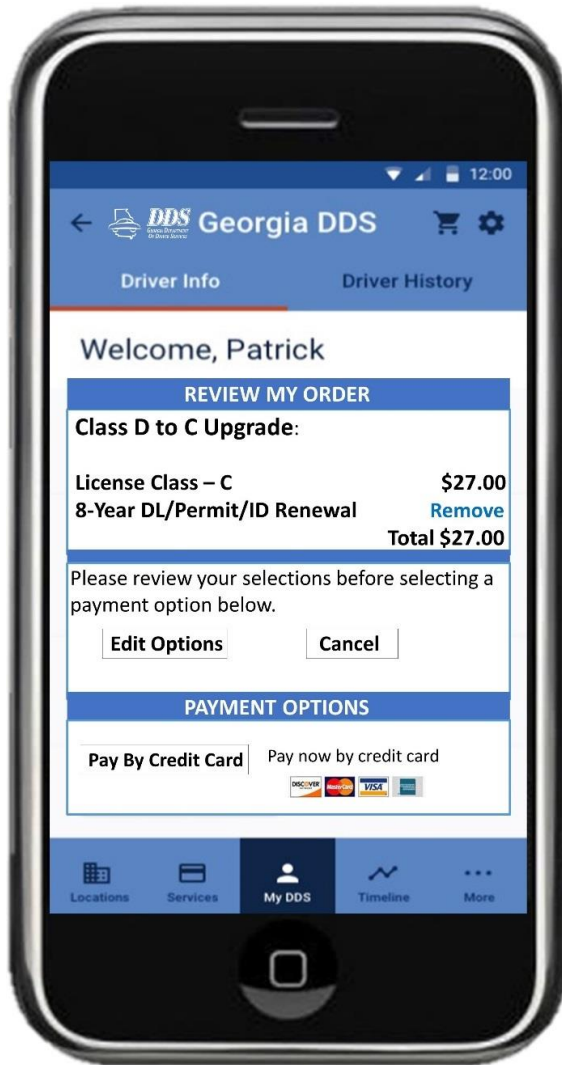 12:00
DDS Georgia DDS
Driver Info Driver History
Welcome, Patrick
REVIEW MY ORDER
Class D to C Upgrade:
License Class – C $27.00
8-Year DL/Permit/ID Renewal Remove
Total $27.00
Please review your selections before selecting a
payment option below.
Edit Options Cancel
PAYMENT OPTIONS
Pay By Credit Card Pay now by credit card
DISCOVER MasterCard VISA
Locations Services My DDS Timeline More